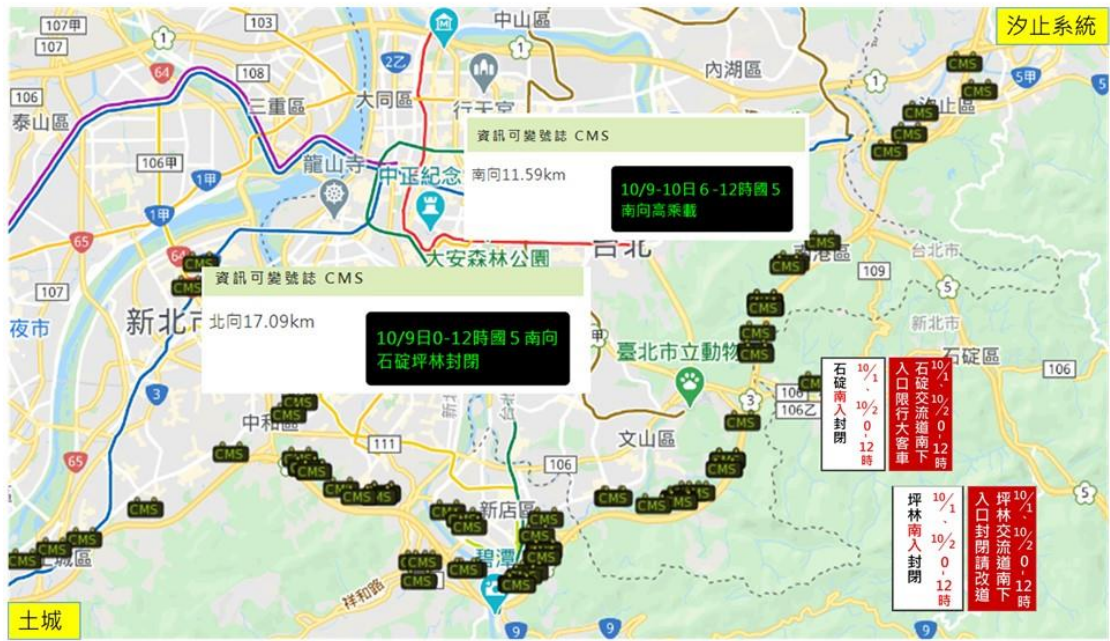 汐止系統
土城
資訊可變號誌 CMS
南向11.59km
10/9-10日6-12時國5
南向高乘載
資訊可變號誌 CMS
北向17.09km
10/9日0-12時國5南向
石碇坪林封閉
石碇南入封閉
10/1、10/2 0-12時
石碇交流道南下
入口限行大客車
10/1、10/2 0-12時
坪林南入封閉
10/1、10/2 0-12時
坪林交流道南下
入口封閉請改道
10/1、10/2 0-12時
中山區
內湖區
汐止區
大同區
行天宮
三重區
泰山區
龍山寺
中正紀念
大安森林公園
台北
新北市
夜市
中和區
新店區
碧潭
文山區
臺北市立動物
石碇區
台北市
新北市
南港區
祥和路
107甲
103
107
108
106
106甲
1甲
2乙
64
65
107
111
106
109
106
106乙
5甲
5
3
1
9
CMS